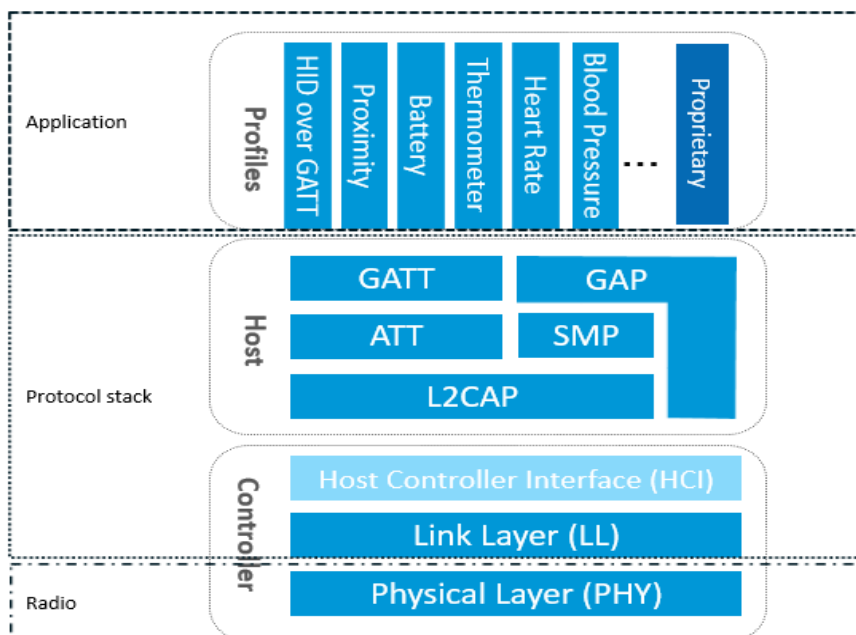 Application
Profiles
HID over GATT
Proximity
Battery
Thermometer
Heart Rate
Blood Pressure
...
Proprietary
Protocol stack
Host
GATT
GAP
ATT
SMP
L2CAP
Controller
Host Controller Interface (HCI)
Link Layer (LL)
Radio
Physical Layer (PHY)